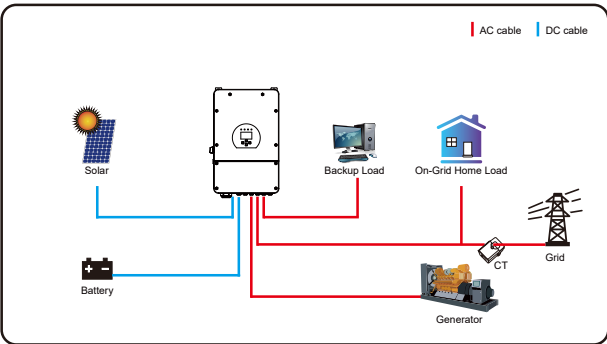 AC cable
DC cable
Solar
Backup Load
On-Grid Home Load
CT
Grid
Battery
Generator